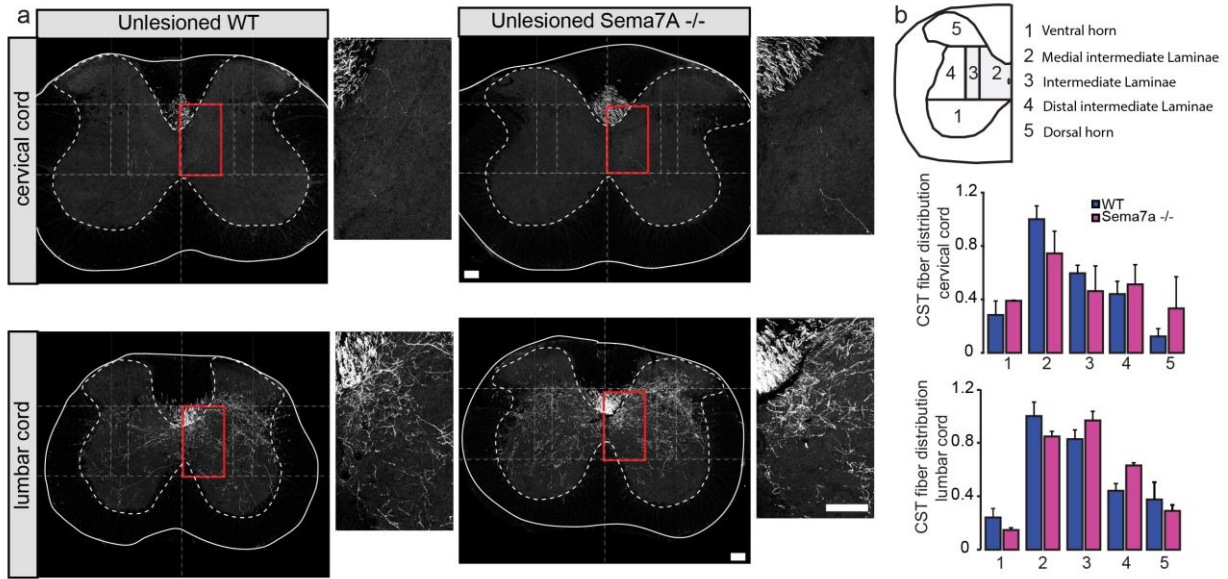 a
Unlesioned WT
Unlesioned Sema7A -/-
cervical cord
lumbar cord
b
5
4
3
2
1
1 Ventral horn
2 Medial intermediate Laminae
3 Intermediate Laminae
4 Distal intermediate Laminae
5 Dorsal horn
CST fiber distribution
cervical cord
1.2
0.8
0.4
0
WT
Sema7a -/-
1 2 3 4 5
CST fiber distribution
lumbar cord
1.2
0.8
0.4
0
1 2 3 4 5